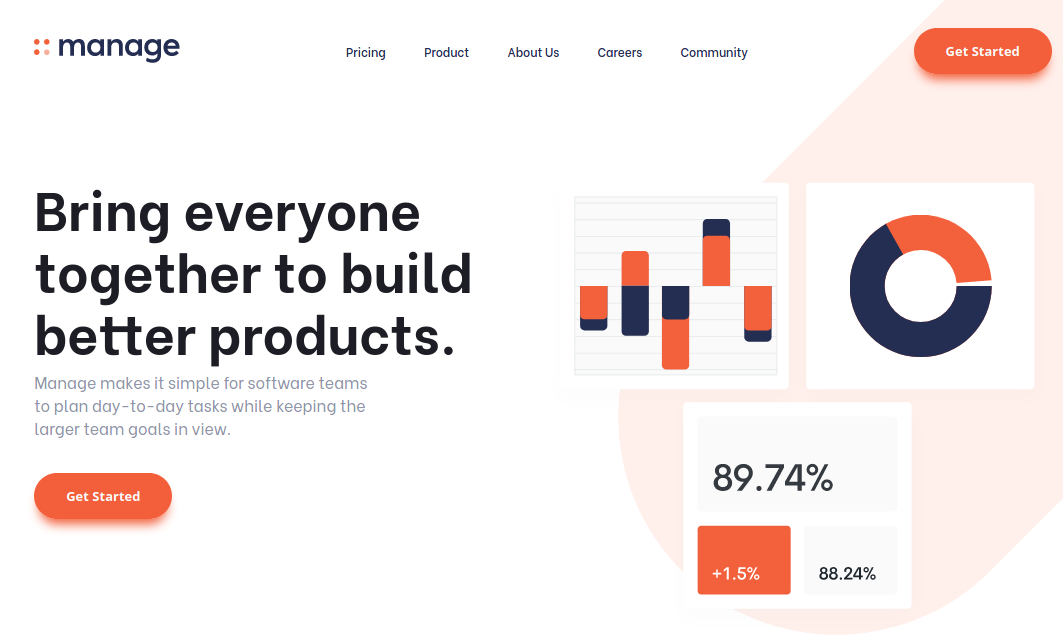 manage
Pricing
Product
About Us
Careers
Community
Get Started
Bring everyone
together to build
better products.
Manage makes it simple for software teams
to plan day-to-day tasks while keeping the
larger team goals in view.
Get Started
89.74%
+1.5%
88.24%